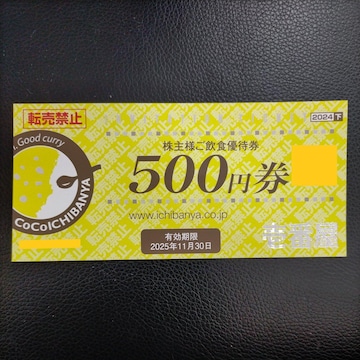 転売禁止
2024下
Good curry
CoCoICHIBANYA
株主様ご飲食優待券
500円券
www.ichibanya.co.jp
有効期限
2025年11月30日
壱番屋